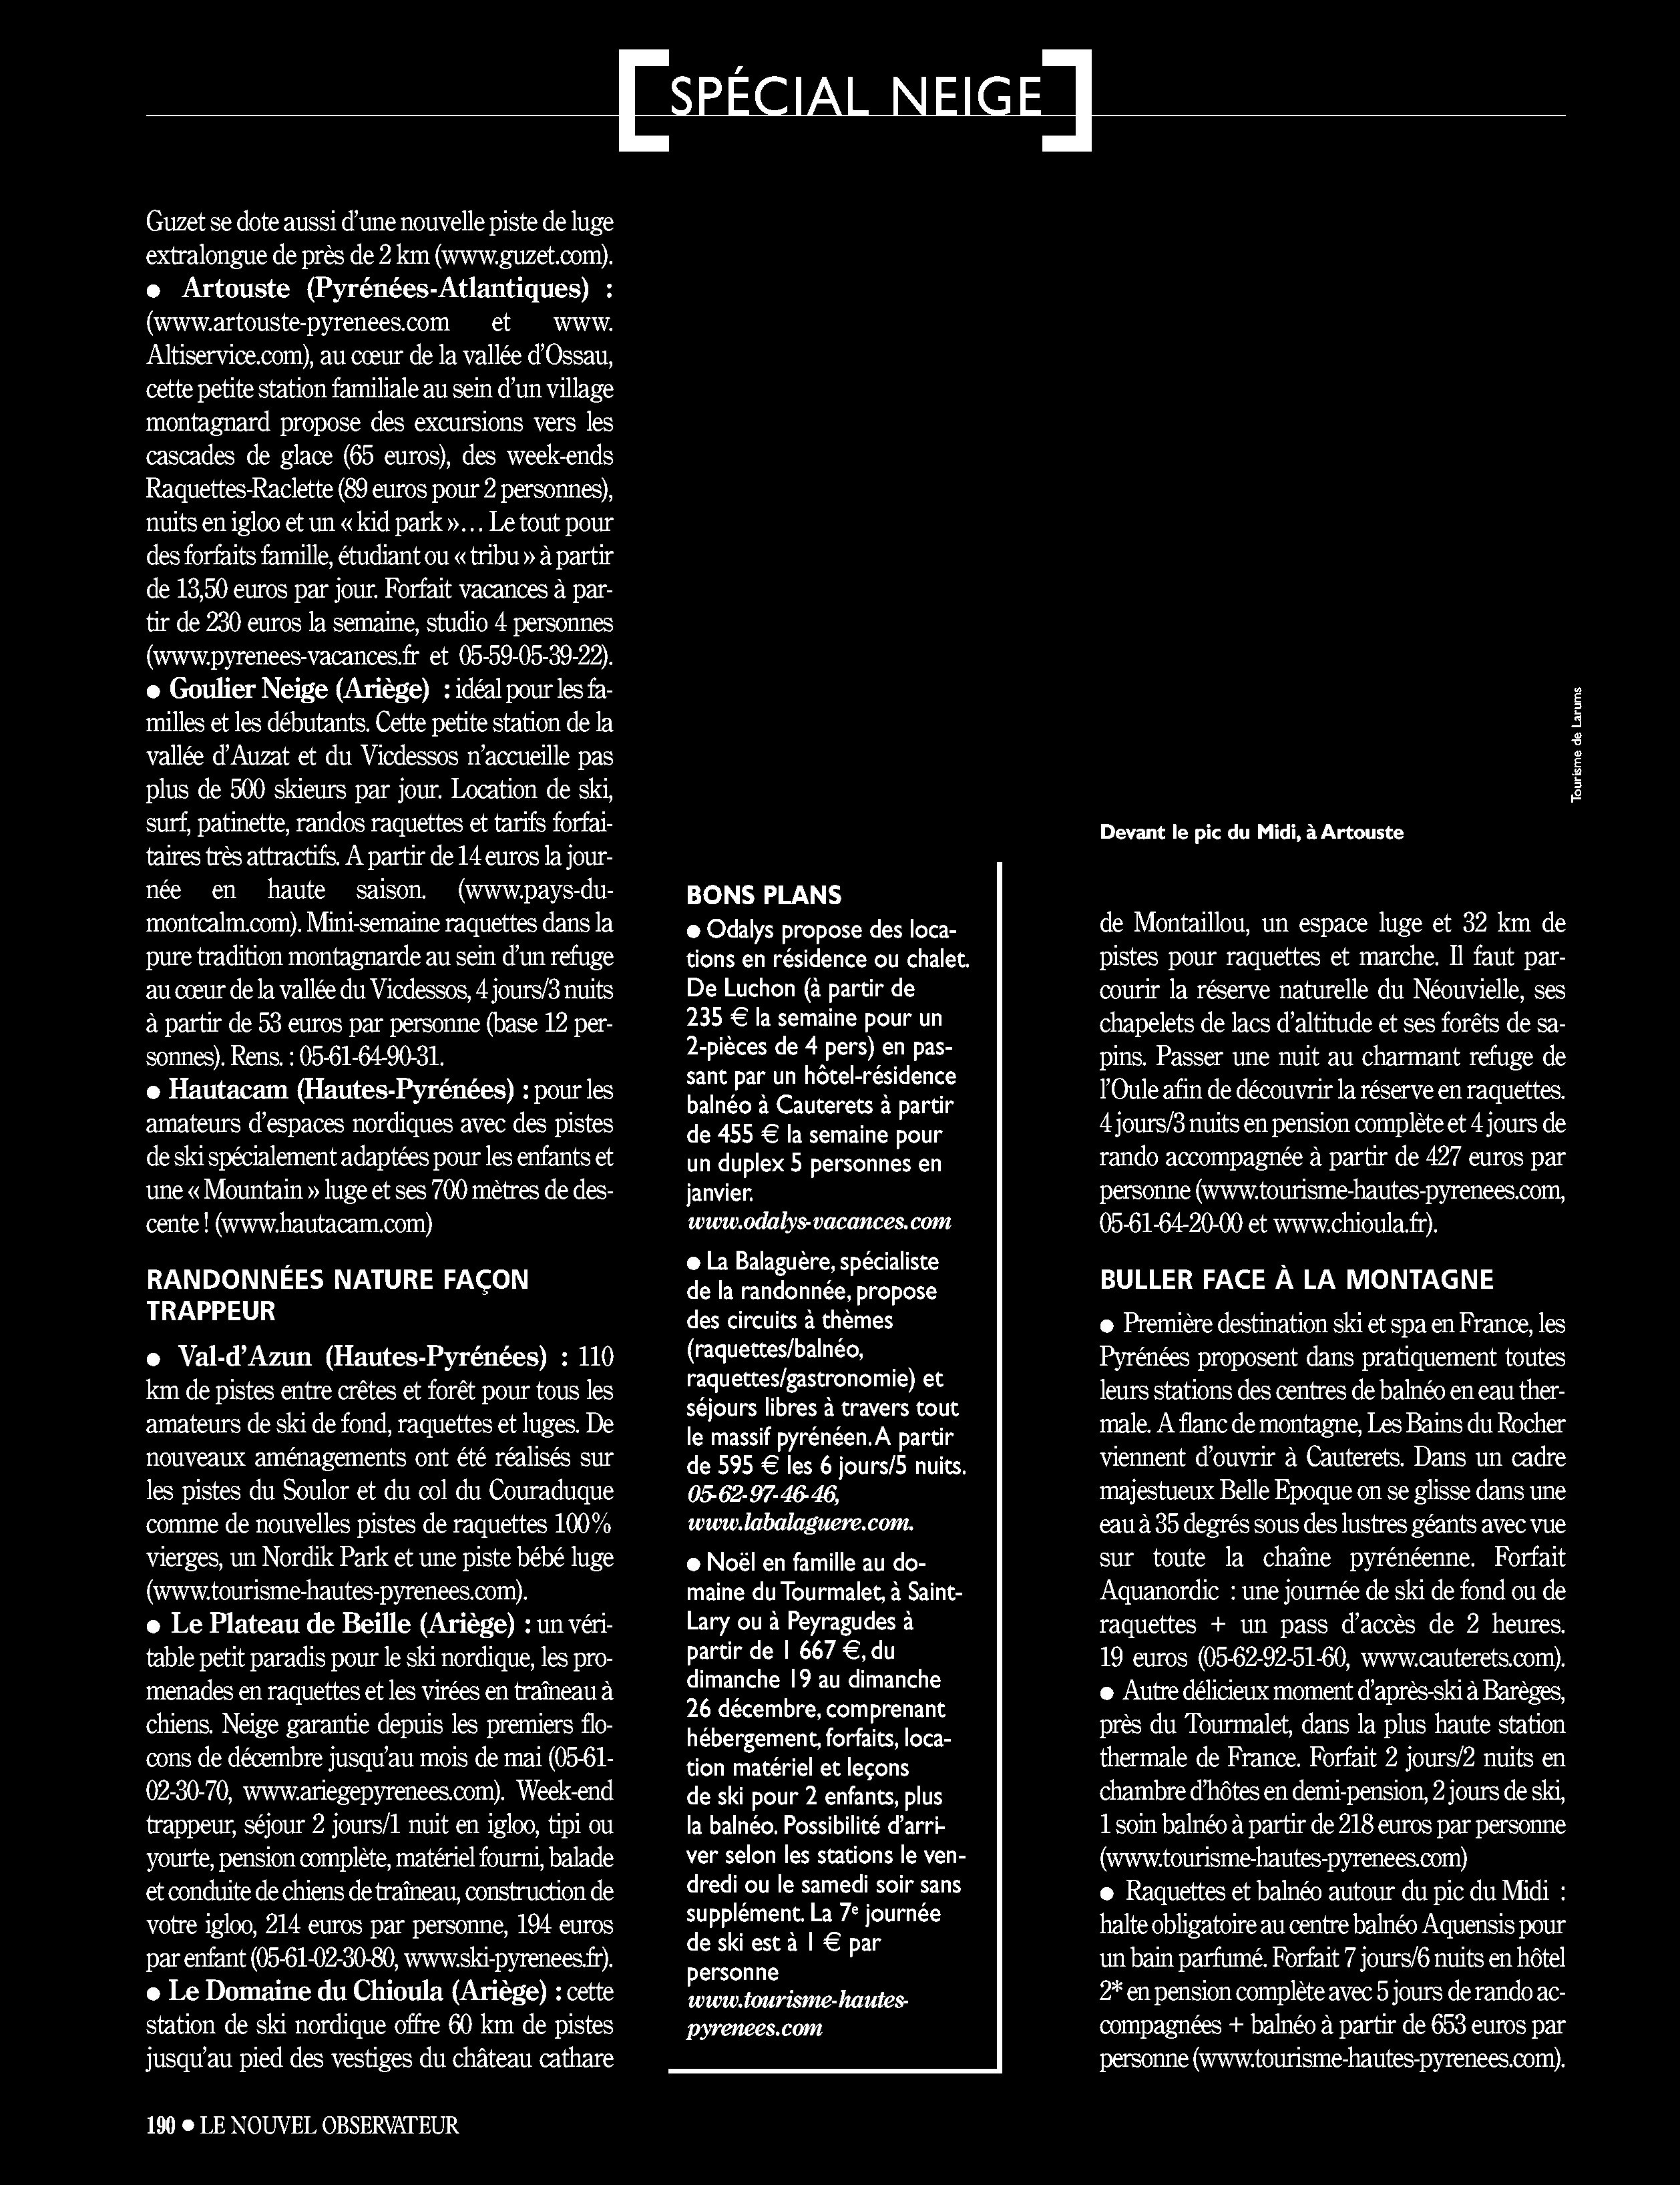 SPÉCIAL NEIGE
Guzet se dote aussi d’une nouvelle piste de luge
extralongue de près de 2 km (www.guzet.com).
● Artouste (Pyrénées-Atlantiques) :
(www.artouste-pyrenees.com et www.
Altiservice.com), au cœur de la vallée d’Ossau,
cette petite station familiale au sein d’un village
montagnard propose des excursions vers les
cascades de glace (65 euros), des week-ends
Raquettes-Raclette (89 euros pour 2 personnes),
nuits en igloo et un « kid park »… Le tout pour
des forfaits famille, étudiant ou « tribu » à partir
de 13,50 euros par jour. Forfait vacances à par-
tir de 230 euros la semaine, studio 4 personnes
(www.pyrenees-vacances.fr et 05-59-05-39-22).
● Goulier Neige (Ariège) : idéal pour les fa-
milles et les débutants. Cette petite station de la
vallée d’Auzat et du Vicdessos n’accueille pas
plus de 500 skieurs par jour. Location de ski,
surf, patinette, randos raquettes et tarifs forfai-
taires très attractifs. A partir de 14 euros la jour-
née en haute saison. (www.pays-du-
montcalm.com). Mini-semaine raquettes dans la
pure tradition montagnarde au sein d’un refuge
au cœur de la vallée du Vicdessos, 4 jours/3 nuits
à partir de 53 euros par personne (base 12 per-
sonnes). Rens. : 05-61-64-90-31.
● Hautacam (Hautes-Pyrénées) : pour les
amateurs d’espaces nordiques avec des pistes
de ski spécialement adaptées pour les enfants et
une « Mountain » luge et ses 700 mètres de des-
cente ! (www.hautacam.com)
RANDONNÉES NATURE FAÇON
TRAPPEUR
● Val-d’Azun (Hautes-Pyrénées) : 110
km de pistes entre crêtes et forêt pour tous les
amateurs de ski de fond, raquettes et luges. De
nouveaux aménagements ont été réalisés sur
les pistes du Soulor et du col du Couraduque
comme de nouvelles pistes de raquettes 100%
vierges, un Nordik Park et une piste bébé luge
(www.tourisme-hautes-pyrenees.com).
● Le Plateau de Beille (Ariège) : un véri-
table petit paradis pour le ski nordique, les pro-
menades en raquettes et les virées en traîneau à
chiens. Neige garantie depuis les premiers flo-
cons de décembre jusqu’au mois de mai (05-61-
02-30-70, www.ariegepyrenees.com). Week-end
trappeur, séjour 2 jours/1 nuit en igloo, tipi ou
yourte, pension complète, matériel fourni, balade
et conduite de chiens de traîneau, construction de
votre igloo, 214 euros par personne, 194 euros
par enfant (05-61-02-30-80, www.ski-pyrenees.fr).
● Le Domaine du Chioula (Ariège) : cette
station de ski nordique offre 60 km de pistes
jusqu’au pied des vestiges du château cathare
BONS PLANS
● Odalys propose des loca-
tions en résidence ou chalet.
De Luchon (à partir de
235 € la semaine pour un
2-pièces de 4 pers) en pas-
sant par un hôtel-résidence
balnéo à Cauterets à partir
de 455 € la semaine pour
un duplex 5 personnes en
janvier.
www.odalys-vacances.com
● La Balaguère, spécialiste
de la randonnée, propose
des circuits à thèmes
(raquettes/balnéo,
raquettes/gastronomie) et
séjours libres à travers tout
le massif pyrénéen. A partir
de 595 € les 6 jours/5 nuits.
05-62-97-46-46,
www.labalaguere.com.
● Noël en famille au do-
maine du Tourmalet, à Saint-
Lary ou à Peyragudes à
partir de 1 667 €, du
dimanche 19 au dimanche
26 décembre, comprenant
hébergement, forfaits, loca-
tion matériel et leçons
de ski pour 2 enfants, plus
la balnéo. Possibilité d’arri-
ver selon les stations le ven-
dredi ou le samedi soir sans
supplément. La 7e journée
de ski est à 1 € par
personne
www.tourisme-hautes-
pyrenees.com
Tourisme de Larums
Devant le pic du Midi, à Artouste
de Montaillou, un espace luge et 32 km de
pistes pour raquettes et marche. Il faut par-
courir la réserve naturelle du Néouvielle, ses
chapelets de lacs d’altitude et ses forêts de sa-
pins. Passer une nuit au charmant refuge de
l’Oule afin de découvrir la réserve en raquettes.
4 jours/3 nuits en pension complète et 4 jours de
rando accompagnée à partir de 427 euros par
personne (www.tourisme-hautes-pyrenees.com,
05-61-64-20-00 et www.chioula.fr).
BULLER FACE À LA MONTAGNE
● Première destination ski et spa en France, les
Pyrénées proposent dans pratiquement toutes
leurs stations des centres de balnéo en eau ther-
male. A flanc de montagne, Les Bains du Rocher
viennent d’ouvrir à Cauterets. Dans un cadre
majestueux Belle Epoque on se glisse dans une
eau à 35 degrés sous des lustres géants avec vue
sur toute la chaîne pyrénéenne. Forfait
Aquanordic : une journée de ski de fond ou de
raquettes + un pass d’accès de 2 heures.
19 euros (05-62-92-51-60, www.cauterets.com).
● Autre délicieux moment d’après-ski à Barèges,
près du Tourmalet, dans la plus haute station
thermale de France. Forfait 2 jours/2 nuits en
chambre d’hôtes en demi-pension, 2 jours de ski,
1 soin balnéo à partir de 218 euros par personne
(www.tourisme-hautes-pyrenees.com)
● Raquettes et balnéo autour du pic du Midi :
halte obligatoire au centre balnéo Aquensis pour
un bain parfumé. Forfait 7 jours/6 nuits en hôtel
2* en pension complète avec 5 jours de rando ac-
compagnées + balnéo à partir de 653 euros par
personne (www.tourisme-hautes-pyrenees.com).
190 ● LE NOUVEL OBSERVATEUR